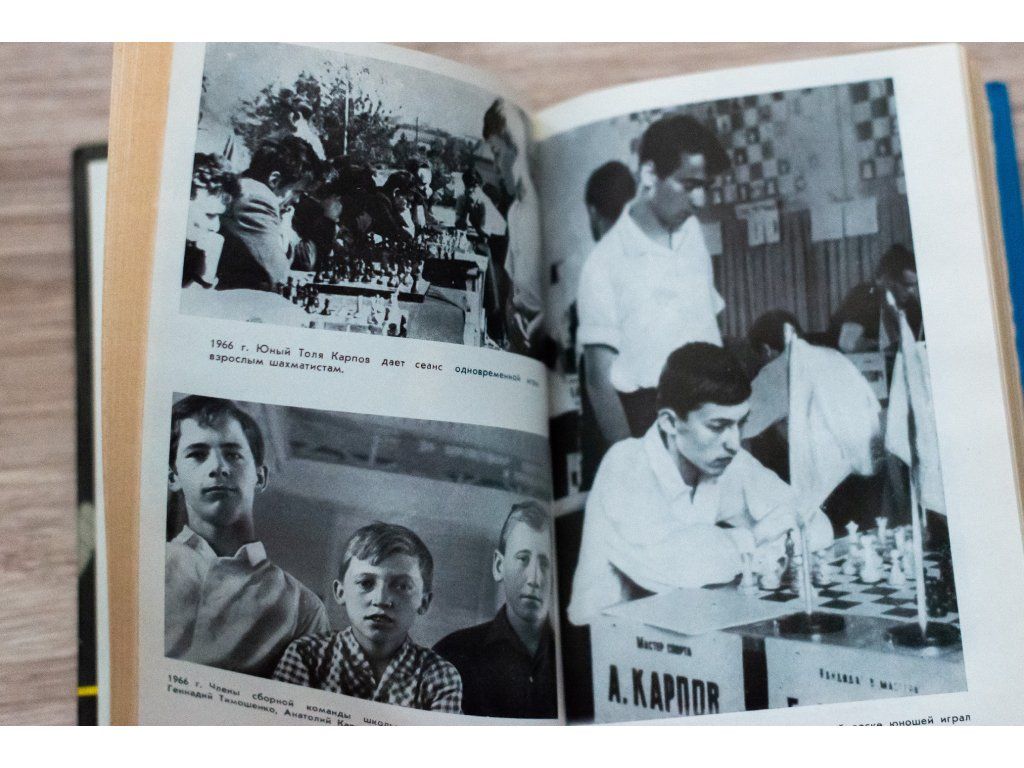 1966 г. Юный Толя Карпов дает сеанс одновременной игры
взрослым шахматистам.
1966 г. Члены сборной команды
Геннадий Тимошенко, Анатолий
Мастер спорта
А. КАРПОВ
юношей играл